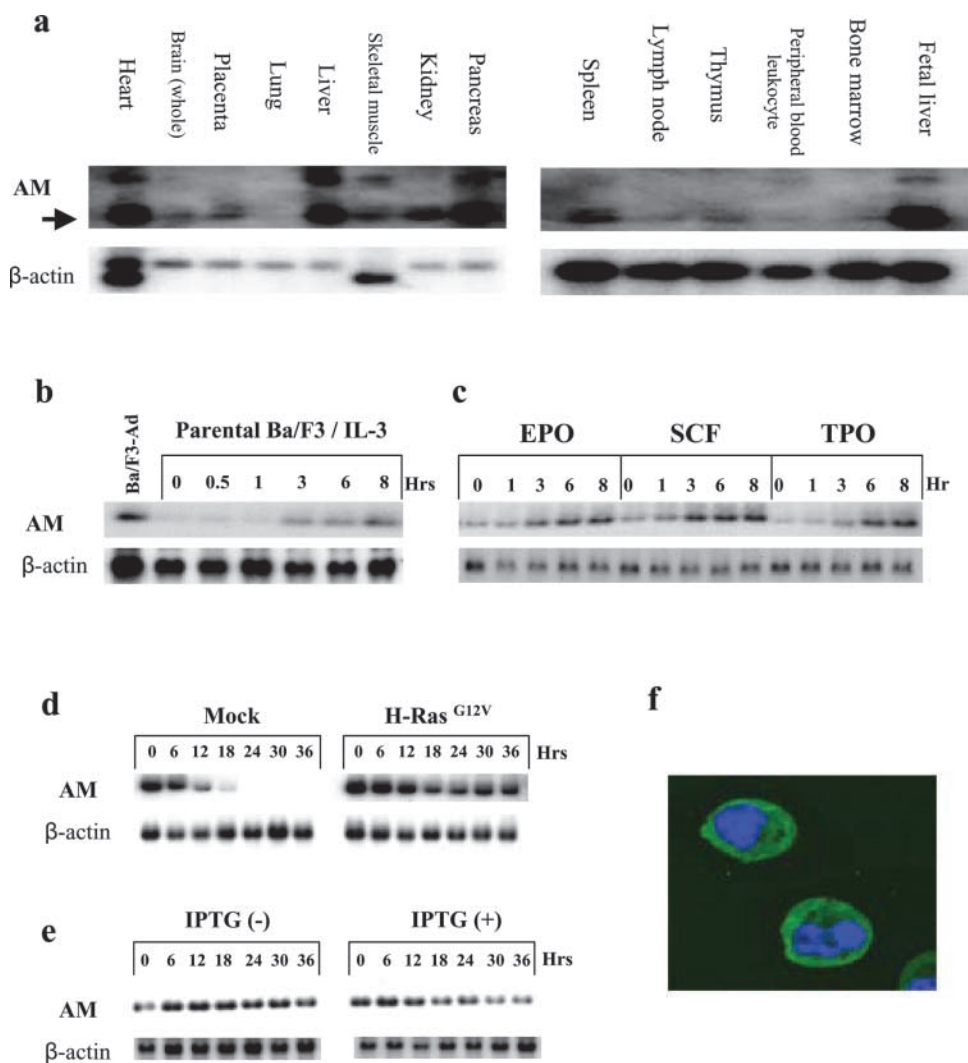 a
Heart
Brain (whole)
Placenta
Lung
Liver
Skeletal muscle
Kidney
Pancreas
Spleen
Lymph node
Thymus
Peripheral blood
leukocyte
Bone marrow
Fetal liver
AM
β-actin
b
Ba/F3-Ad
Parental Ba/F3 / IL-3
0 0.5 1 3 6 8 Hrs
AM
β-actin
c
EPO SCF TPO
0 1 3 6 8 0 1 3 6 8 0 1 3 6 8 Hr
d
Mock H-Ras G12V
0 6 12 18 24 30 36 0 6 12 18 24 30 36 Hrs
AM
β-actin
e
IPTG (-) IPTG (+)
0 6 12 18 24 30 36 0 6 12 18 24 30 36 Hrs
AM
β-actin
f